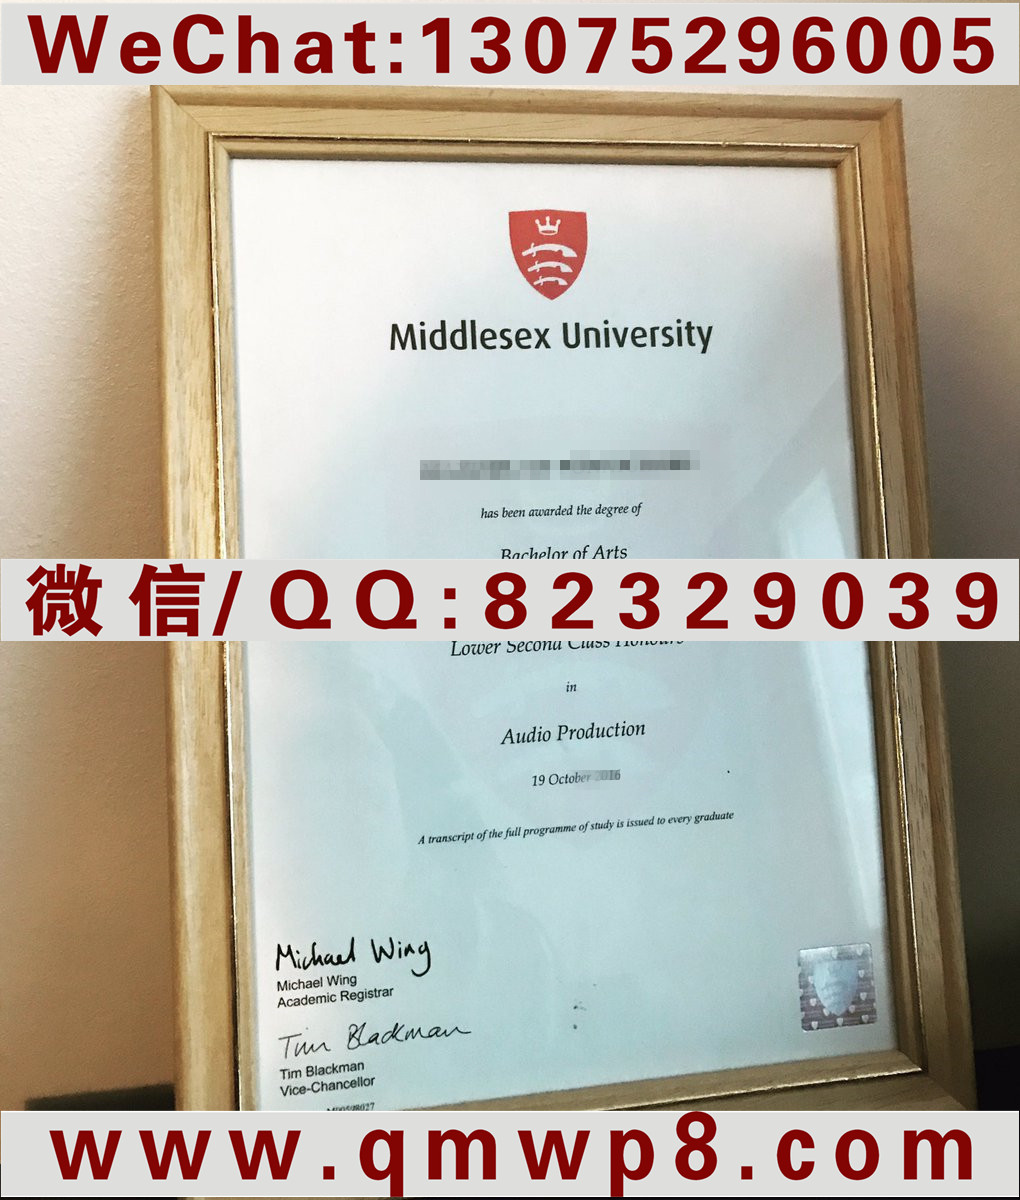 WeChat:13075296005
Middlesex University
has been awarded the degree of
Bachelor of Arts
微信/QQ:82329039
Lower Second Class Honours
in
Audio Production
19 October 2016
A transcript of the full programme of study is issued to every graduate
Michael Wing
Michael Wing
Academic Registrar
Tim Blackman
Tim Blackman
Vice-Chancellor
www.qmwp8.com